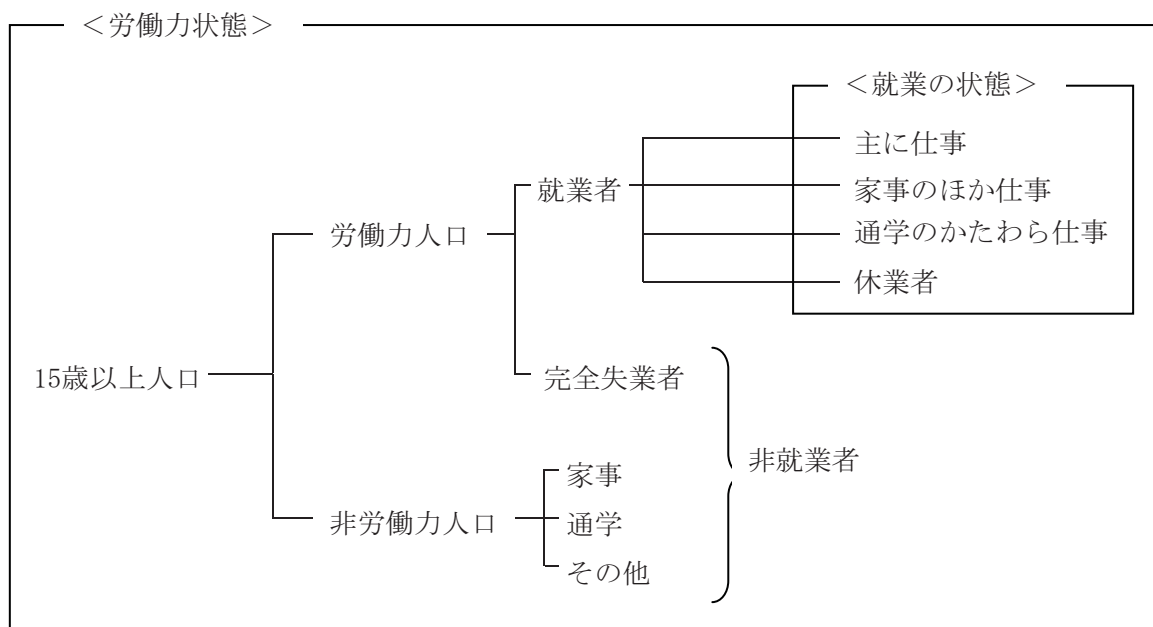 ＜労働力状態＞
＜就業の状態＞
主に仕事
就業者
家事のほか仕事
労働力人口
通学のかたわら仕事
休業者
15歳以上人口
完全失業者
非就業者
家事
非労働力人口
通学
その他